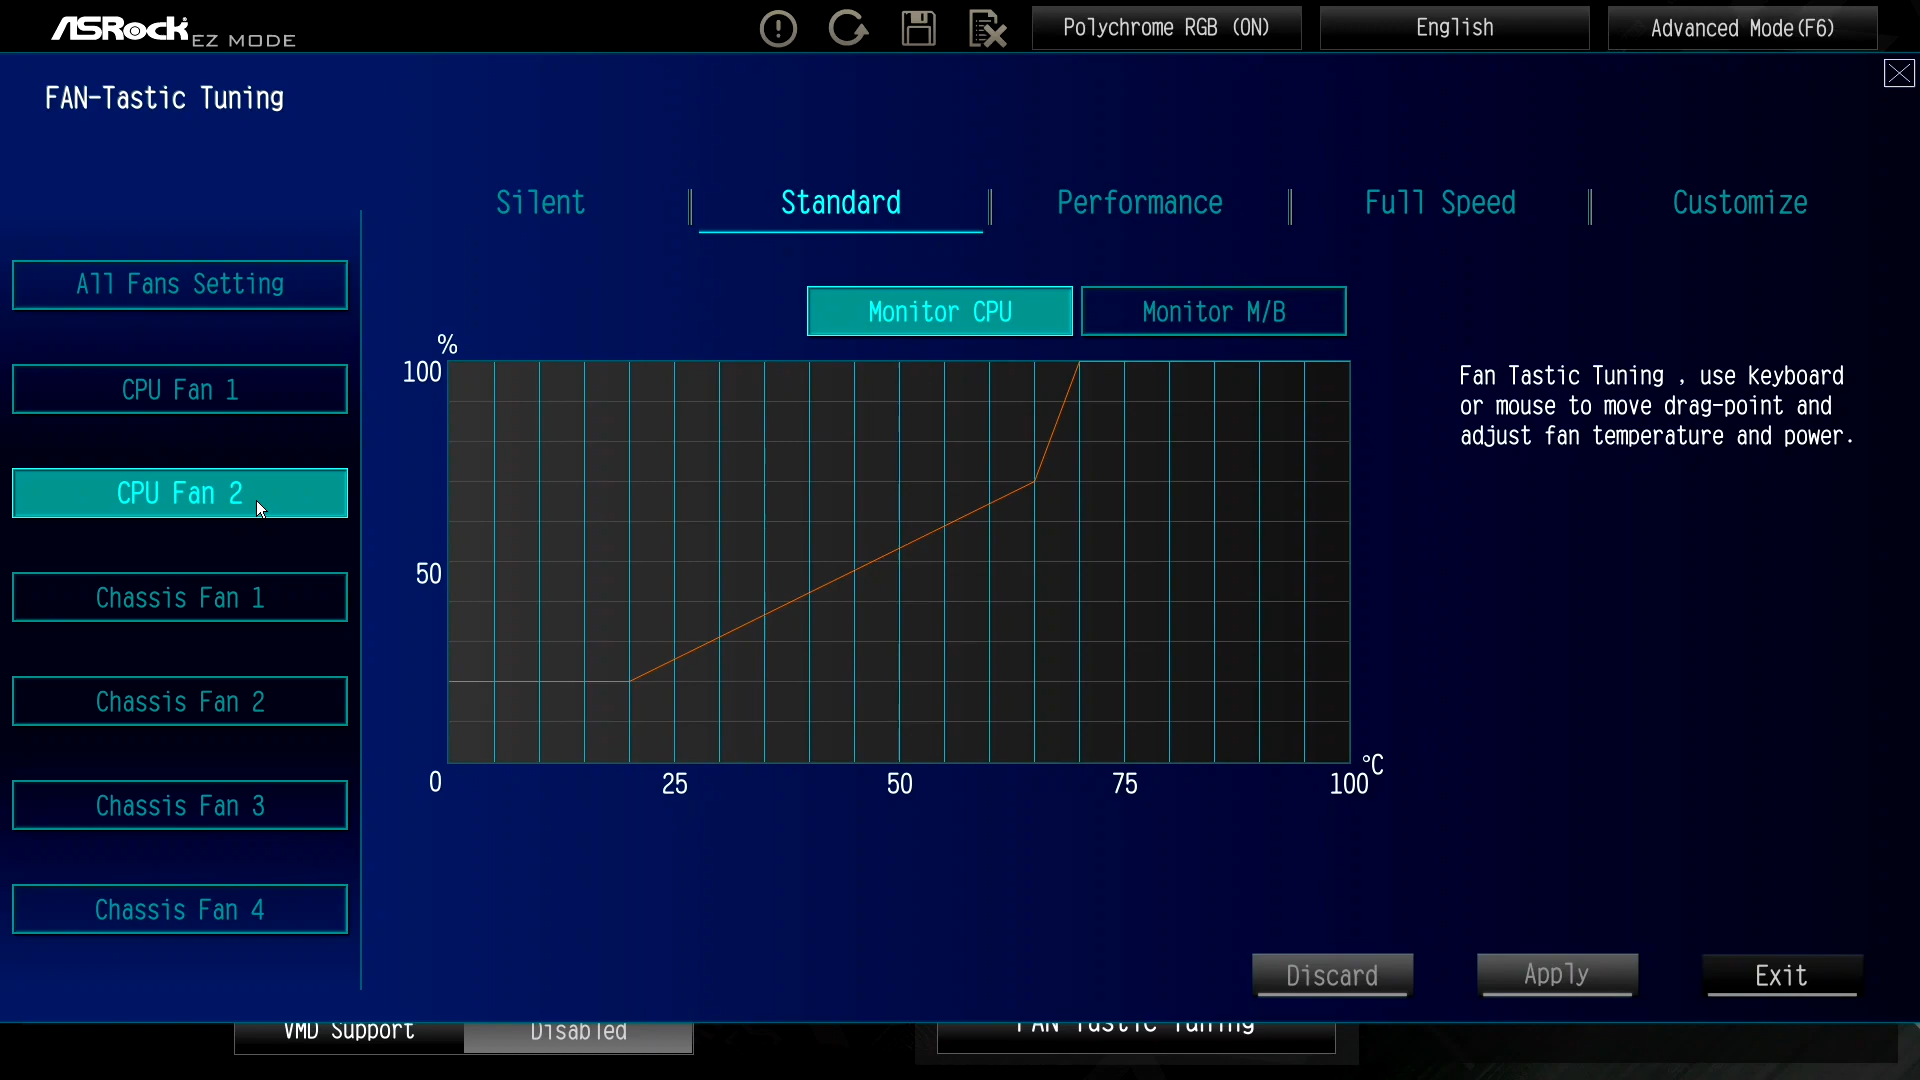 ASRock EZ MODE
Polychrome RGB (ON)
English
Advanced Mode(F6)
FAN-Tastic Tuning
Silent
Standard
Performance
Full Speed
Customize
All Fans Setting
CPU Fan 1
CPU Fan 2
Chassis Fan 1
Chassis Fan 2
Chassis Fan 3
Chassis Fan 4
Monitor CPU
Monitor M/B
%
100
50
0
25
50
75
100
°C
Fan Tastic Tuning , use keyboard
or mouse to move drag-point and
adjust fan temperature and power.
Discard
Apply
Exit
VMD Support
Disabled
FAN-Tastic Tuning